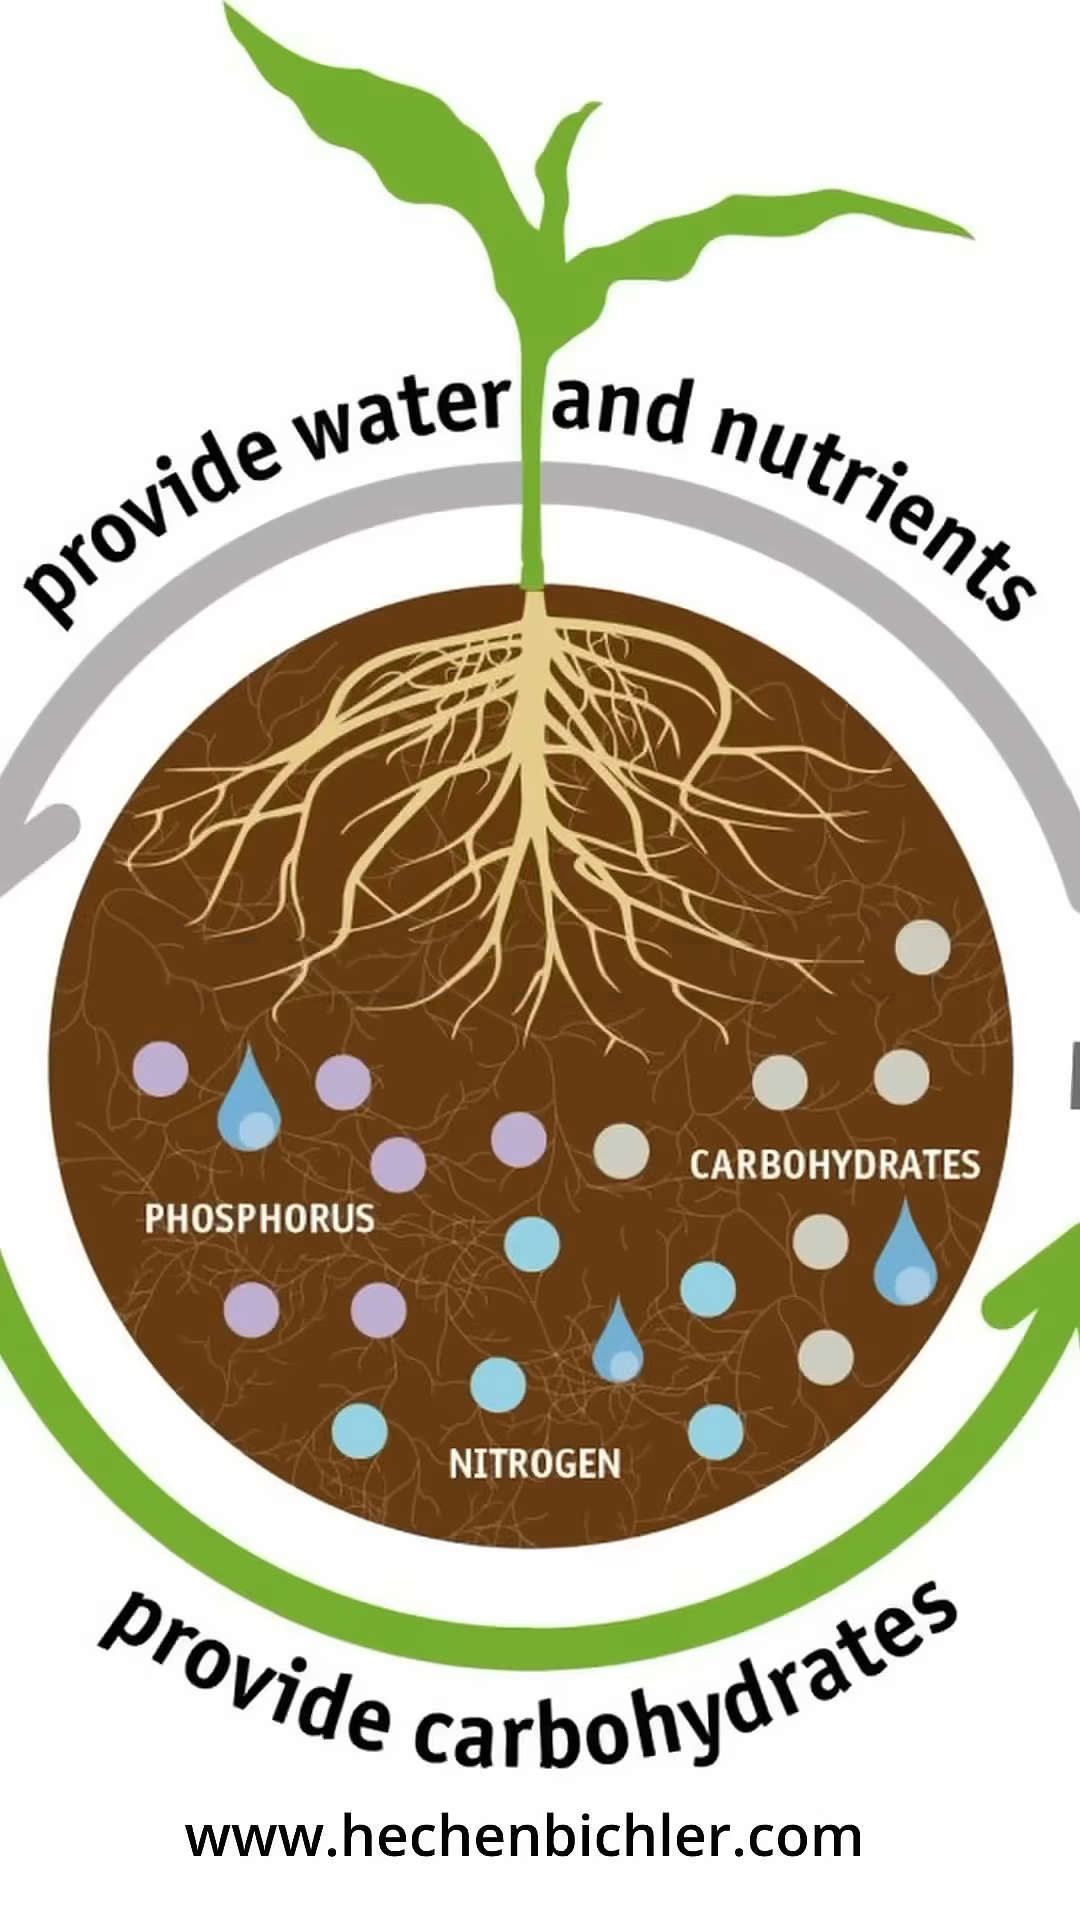 provide water and nutrients
CARBOHYDRATES
PHOSPHORUS
NITROGEN
provide carbohydrates
www.hechenbichler.com